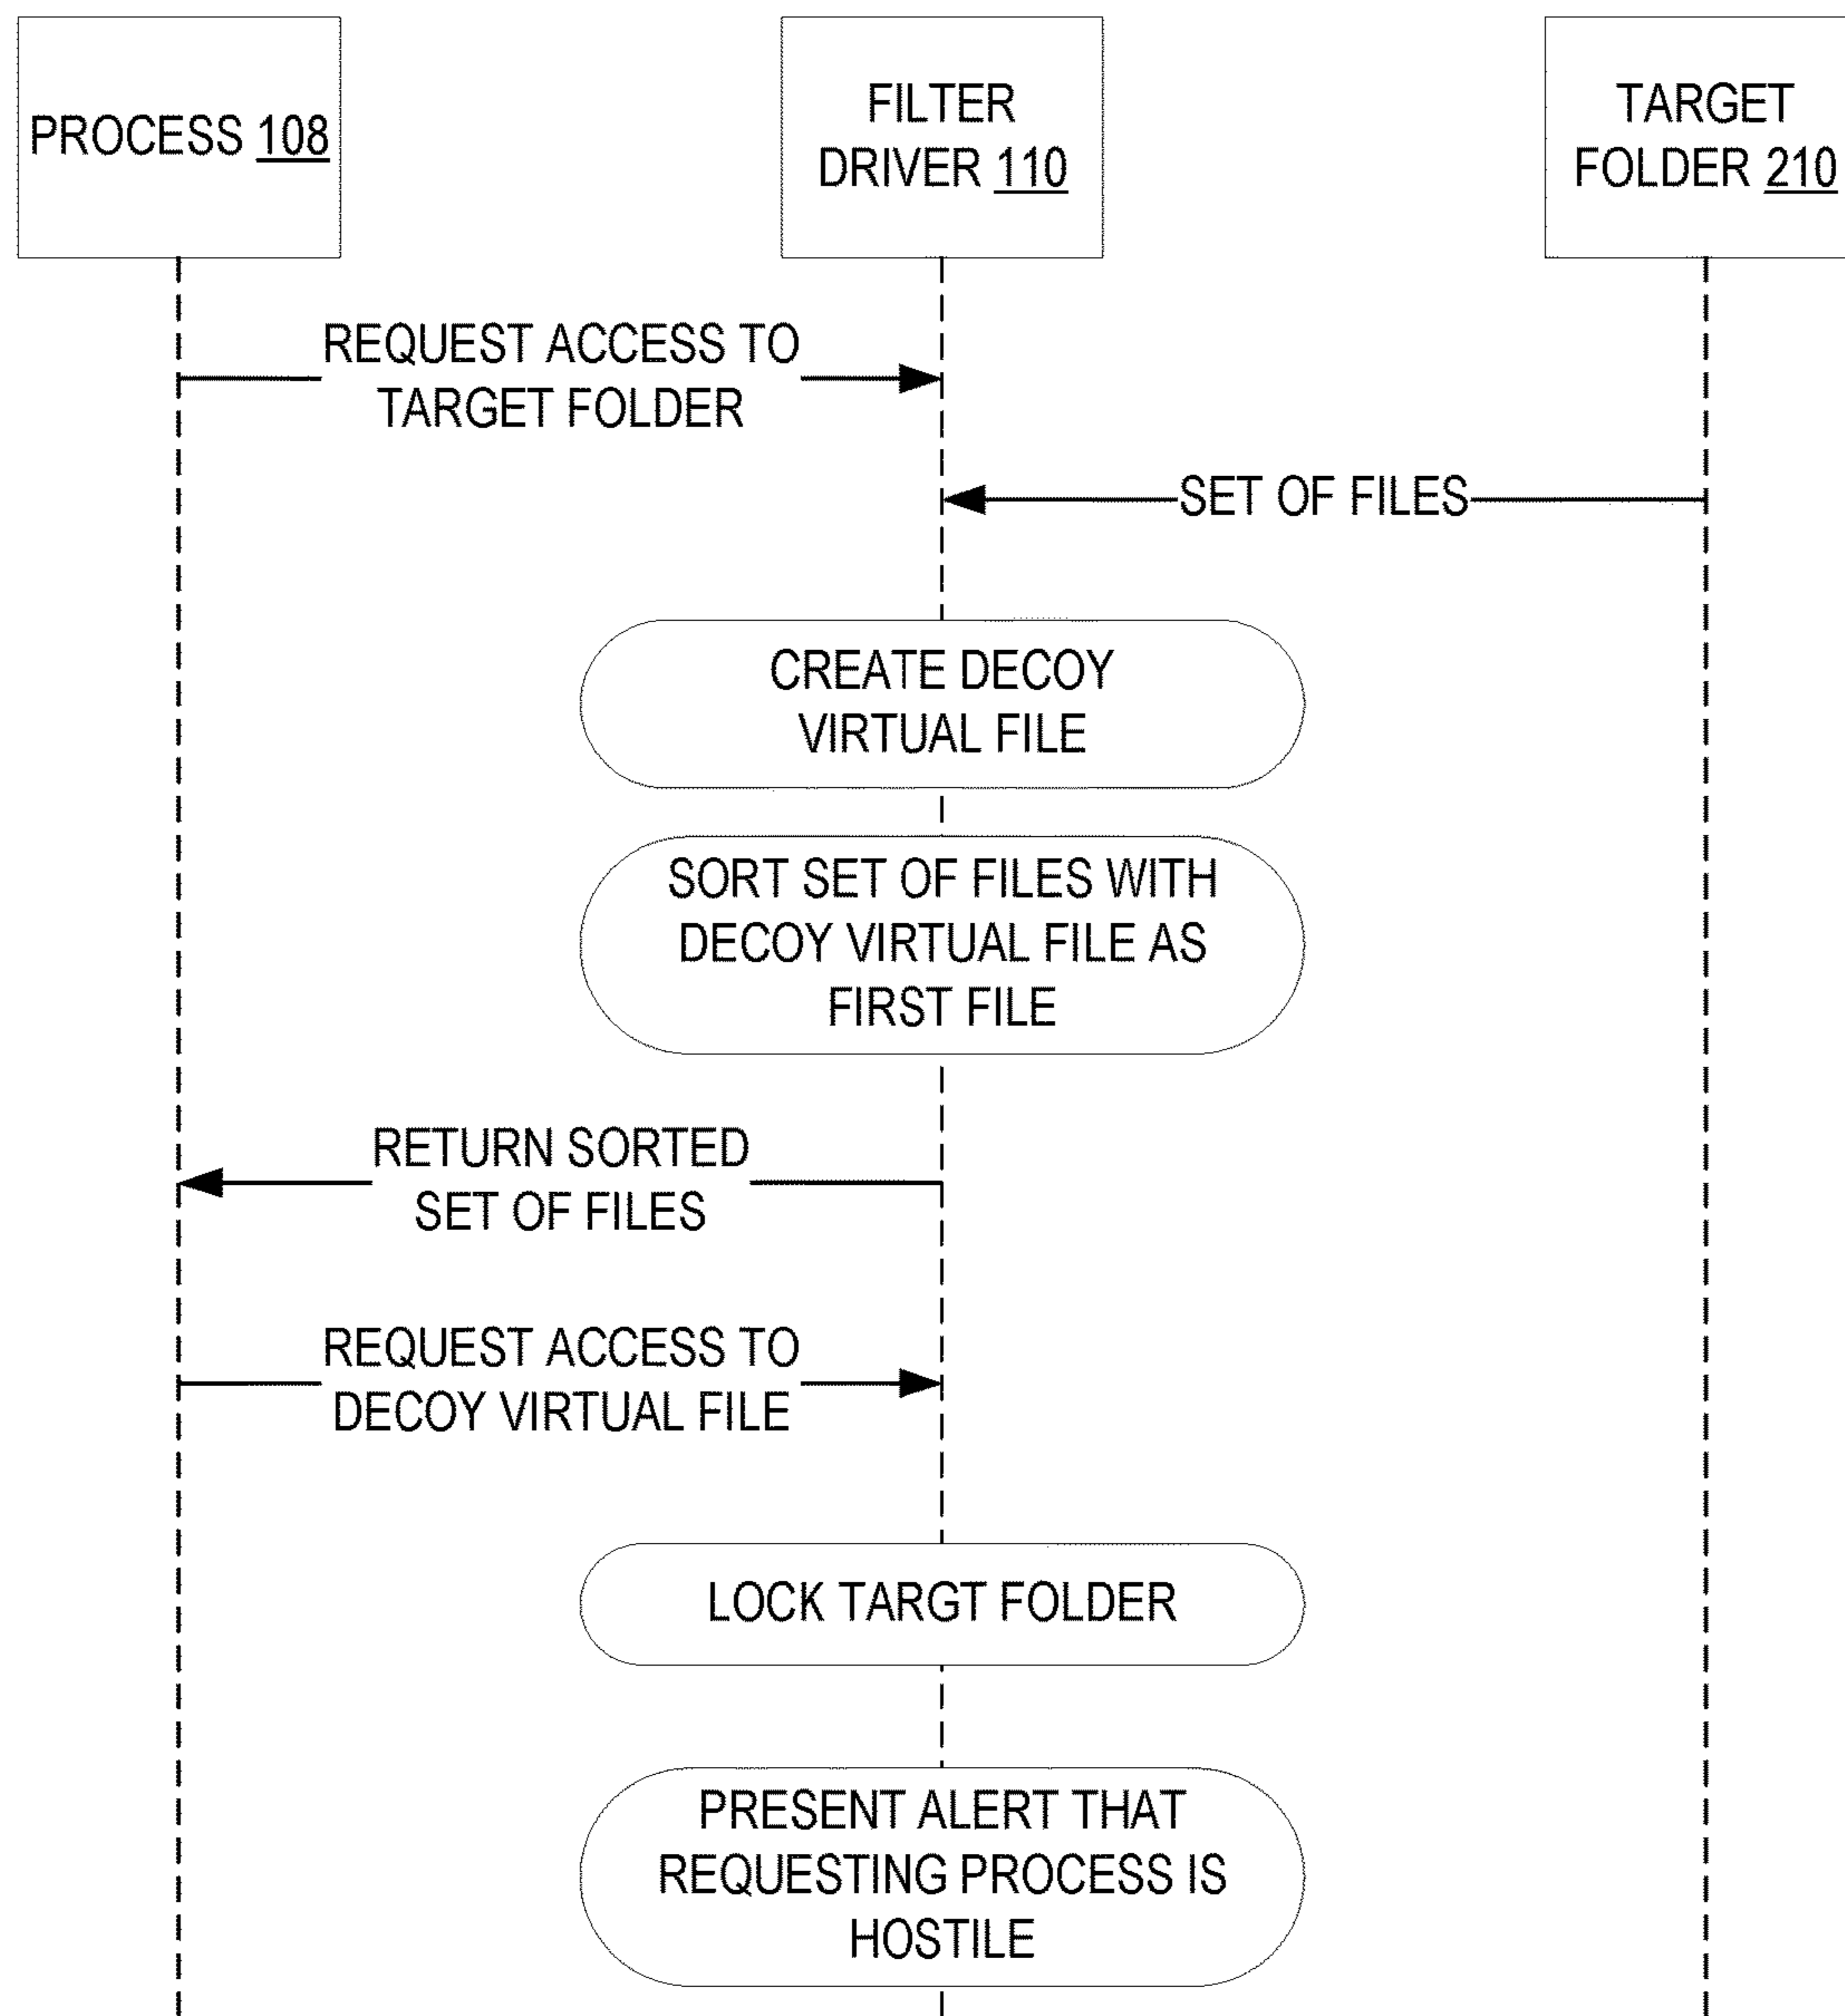 PROCESS 108
FILTER
DRIVER 110
TARGET
FOLDER 210
REQUEST ACCESS TO
TARGET FOLDER
SET OF FILES
CREATE DECOY
VIRTUAL FILE
SORT SET OF FILES WITH
DECOY VIRTUAL FILE AS
FIRST FILE
RETURN SORTED
SET OF FILES
REQUEST ACCESS TO
DECOY VIRTUAL FILE
LOCK TARGT FOLDER
PRESENT ALERT THAT
REQUESTING PROCESS IS
HOSTILE